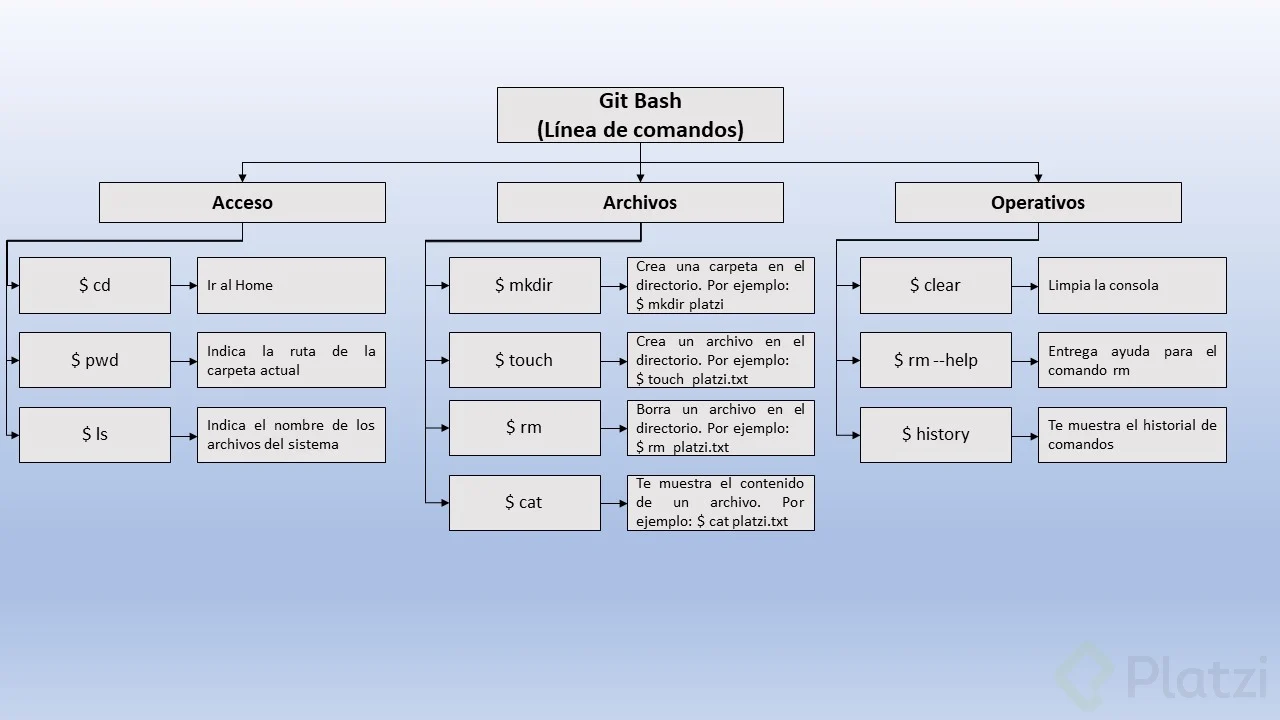 Git Bash
(Línea de comandos)
Acceso
$ cd
Ir al Home
$ pwd
Indica la ruta de la
carpeta actual
$ ls
Indica el nombre de los
archivos del sistema
Archivos
$ mkdir
Crea una carpeta en el
directorio. Por ejemplo:
$ mkdir platzi
$ touch
Crea un archivo en el
directorio. Por ejemplo:
$ touch platzi.txt
$ rm
Borra un archivo en el
directorio. Por ejemplo:
$ rm platzi.txt
$ cat
Te muestra el contenido
de un archivo. Por
ejemplo: $ cat platzi.txt
Operativos
$ clear
Limpia la consola
$ rm --help
Entrega ayuda para el
comando rm
$ history
Te muestra el historial de
comandos
Platzi